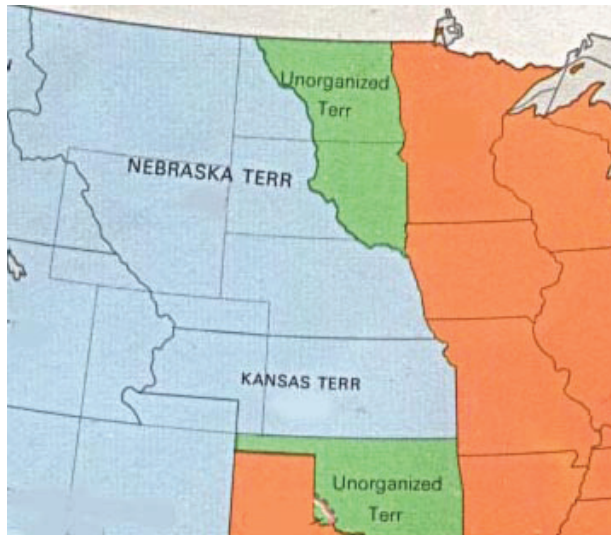 Unorganized
Terr
NEBRASKA TERR
KANSAS TERR
Unorganized
Terr